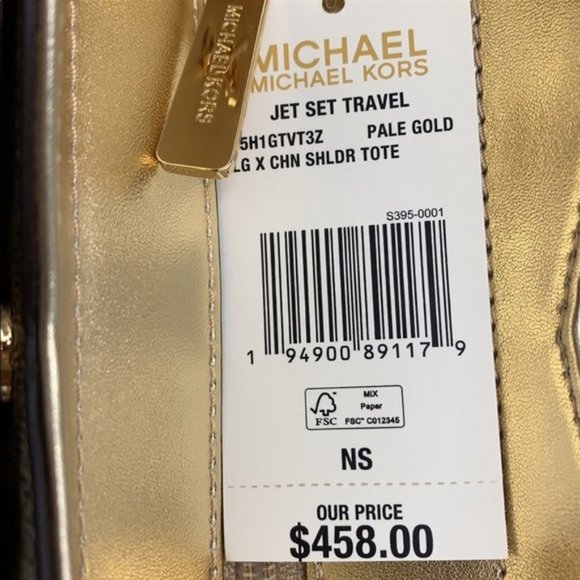 MICHAEL KORS
MICHAEL
MICHAEL KORS
JET SET TRAVEL
5H1GTVT3Z PALE GOLD
LG X CHN SHLDR TOTE
S395-0001
1 94900 89117 9
FSC
MIX
Paper
FSC™ C012345
NS
OUR PRICE
$458.00